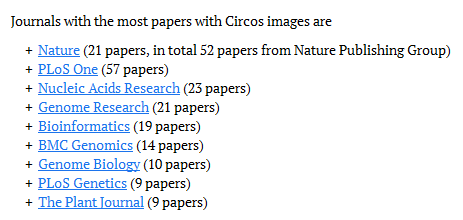 Journals with the most papers with Circos images are
+ Nature (21 papers, in total 52 papers from Nature Publishing Group)
+ PLoS One (57 papers)
+ Nucleic Acids Research (23 papers)
+ Genome Research (21 papers)
+ Bioinformatics (19 papers)
+ BMC Genomics (14 papers)
+ Genome Biology (10 papers)
+ PLoS Genetics (9 papers)
+ The Plant Journal (9 papers)